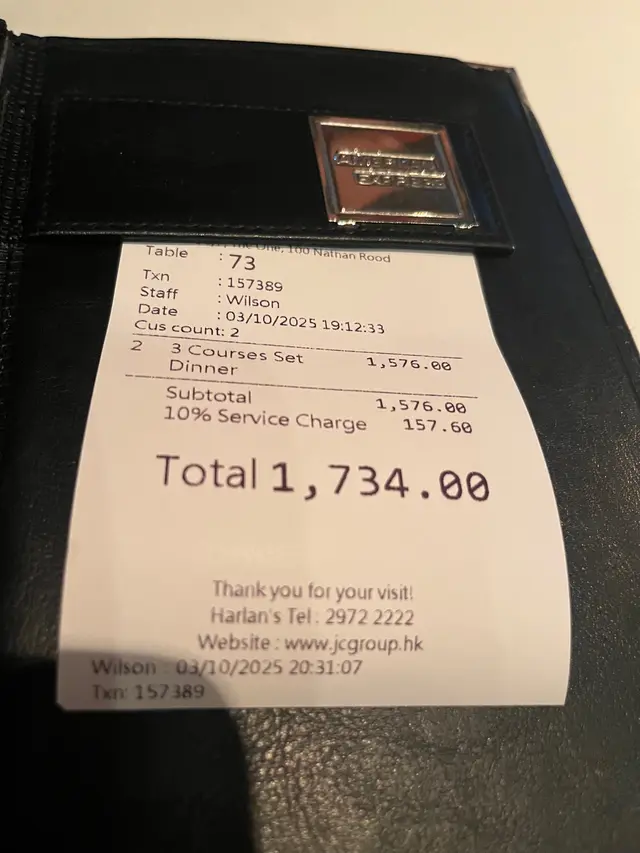 AMERICAN
EXPRESS
The One, 100 Nathan Rood
Table : 73
Txn : 157389
Staff : Wilson
Date : 03/10/2025 19:12:33
Cus count: 2
2 3 Courses Set 1,576.00
Dinner
Subtotal 1,576.00
10% Service Charge 157.60
Total 1,734.00
Thank you for your visit!
Harlan's Tel : 2972 2222
Website : www.jcgroup.hk
Wilson : 03/10/2025 20:31:07
Txn: 157389